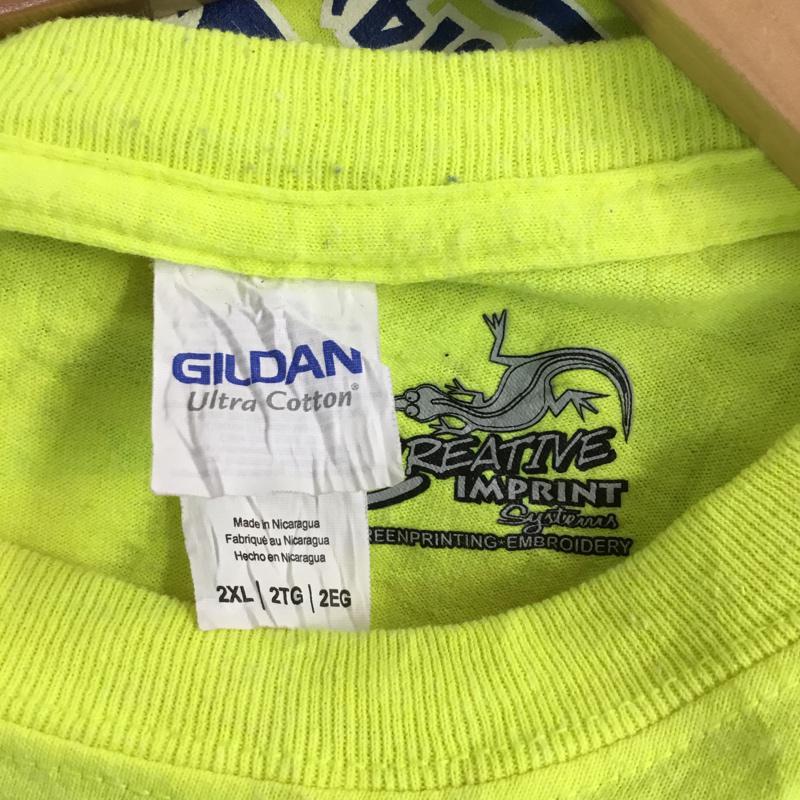 GILDAN
Ultra Cotton®
Made in Nicaragua
Fabriqué au Nicaragua
Hecho en Nicaragua
2XL | 2TG | 2EG
CREATIVE
IMPRINT
Systems
REENPRINTING★EMBROIDERY